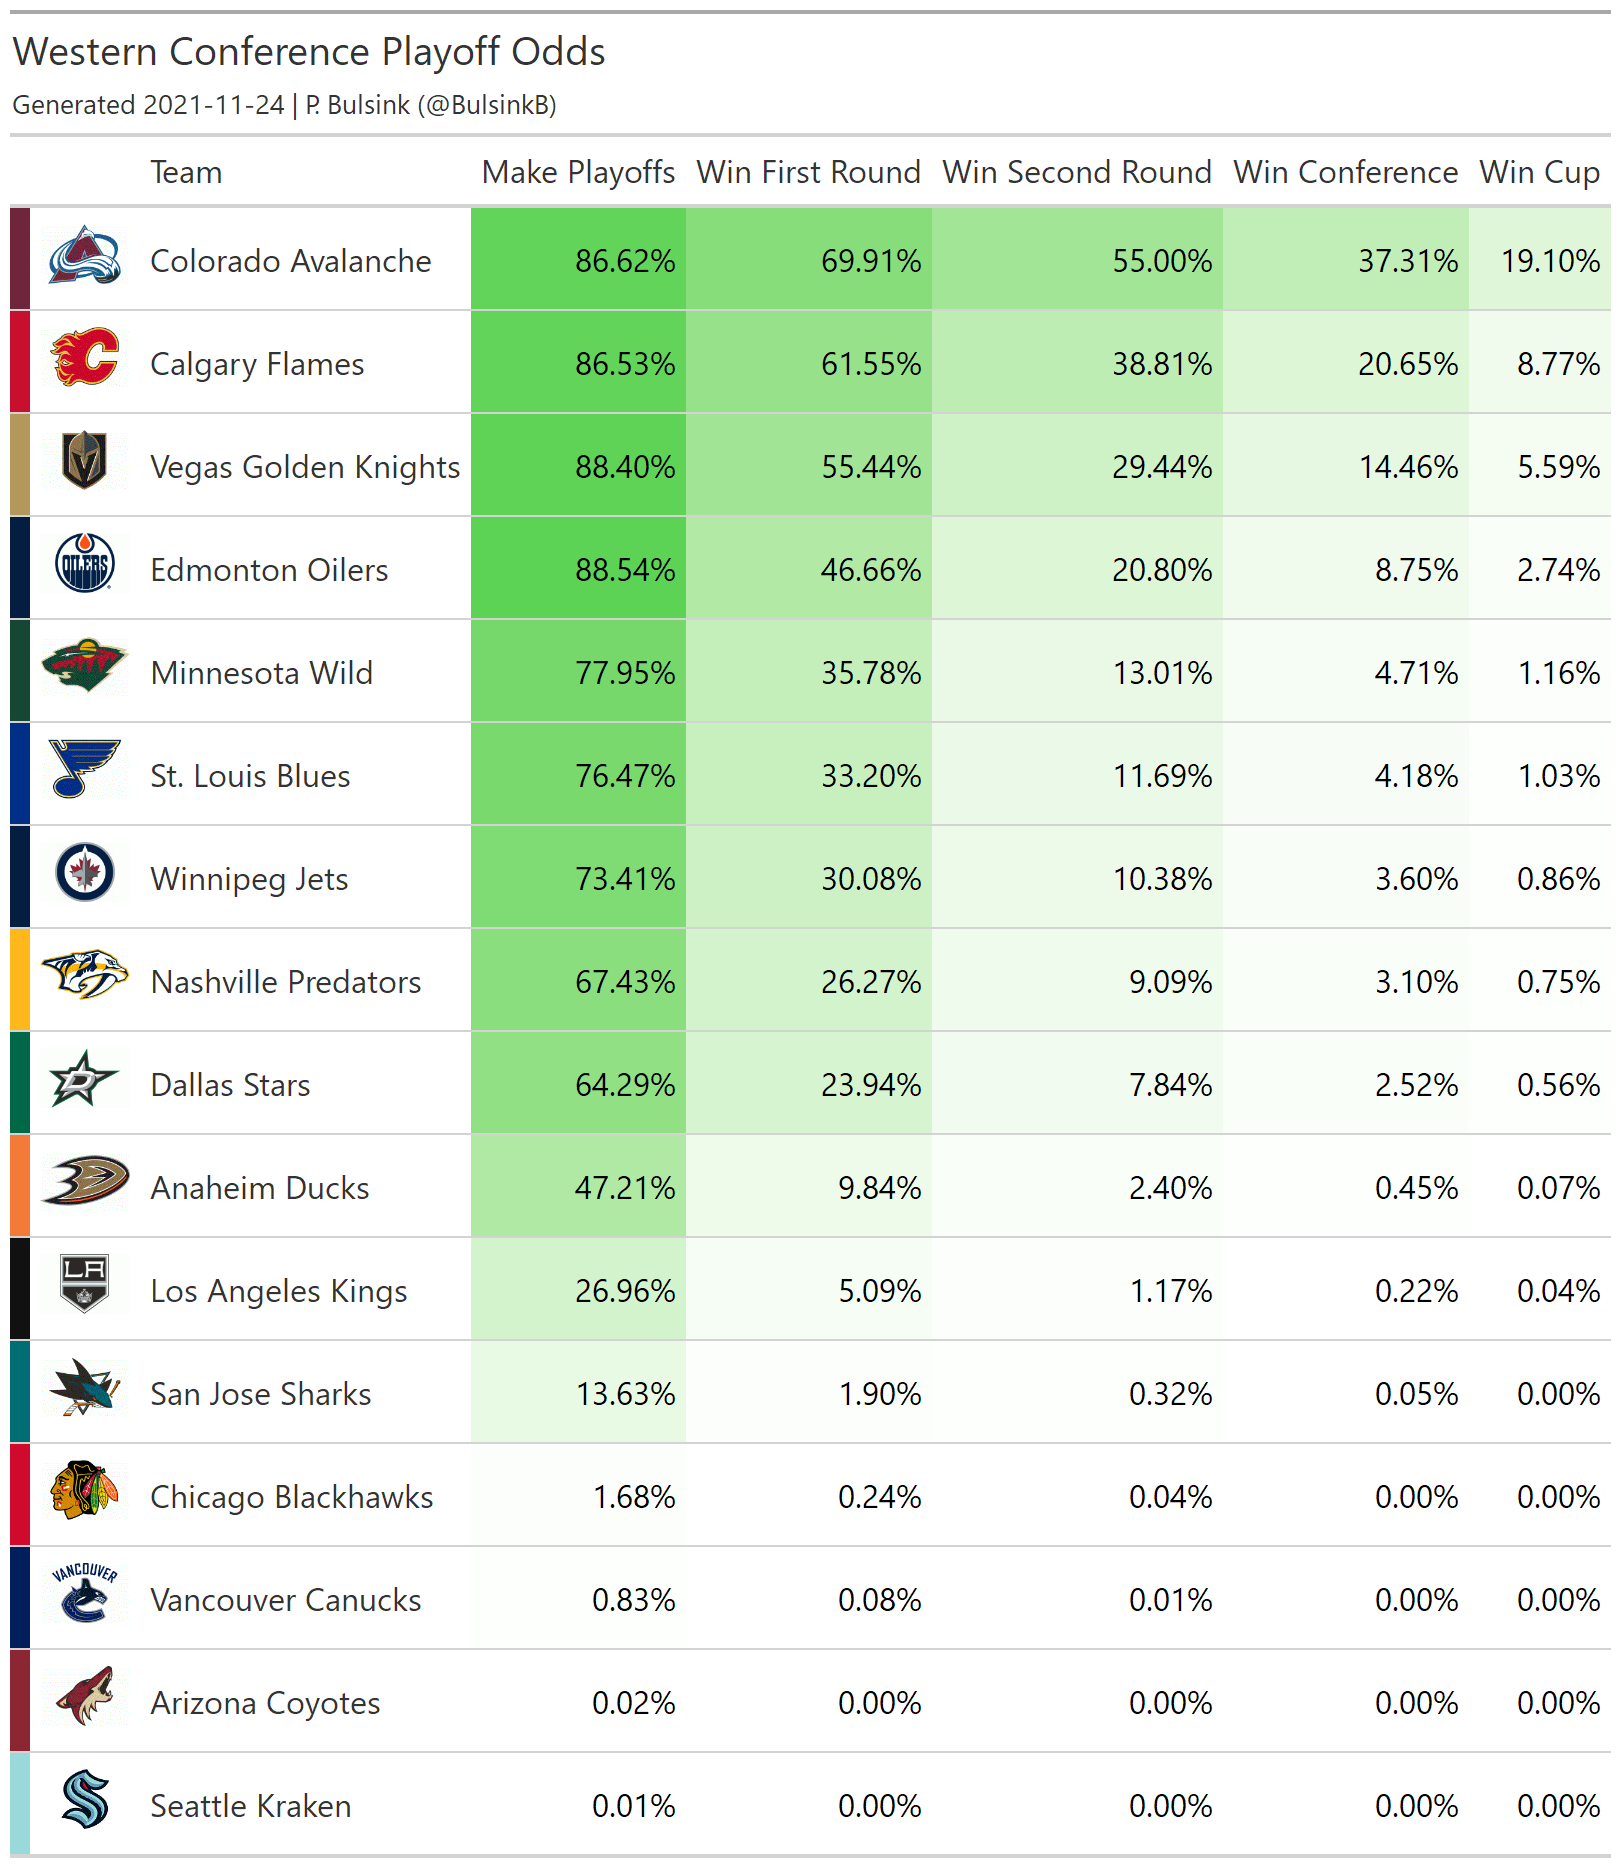 Western Conference Playoff Odds
Generated 2021-11-24 | P. Bulsink (@BulsinkB)
Team Make Playoffs Win First Round Win Second Round Win Conference Win Cup
Colorado Avalanche 86.62% 69.91% 55.00% 37.31% 19.10%
Calgary Flames 86.53% 61.55% 38.81% 20.65% 8.77%
Vegas Golden Knights 88.40% 55.44% 29.44% 14.46% 5.59%
OILERS Edmonton Oilers 88.54% 46.66% 20.80% 8.75% 2.74%
Minnesota Wild 77.95% 35.78% 13.01% 4.71% 1.16%
St. Louis Blues 76.47% 33.20% 11.69% 4.18% 1.03%
Winnipeg Jets 73.41% 30.08% 10.38% 3.60% 0.86%
Nashville Predators 67.43% 26.27% 9.09% 3.10% 0.75%
D Dallas Stars 64.29% 23.94% 7.84% 2.52% 0.56%
Anaheim Ducks 47.21% 9.84% 2.40% 0.45% 0.07%
LA Los Angeles Kings 26.96% 5.09% 1.17% 0.22% 0.04%
San Jose Sharks 13.63% 1.90% 0.32% 0.05% 0.00%
Chicago Blackhawks 1.68% 0.24% 0.04% 0.00% 0.00%
VANCOUVER Vancouver Canucks 0.83% 0.08% 0.01% 0.00% 0.00%
Arizona Coyotes 0.02% 0.00% 0.00% 0.00% 0.00%
Seattle Kraken 0.01% 0.00% 0.00% 0.00% 0.00%